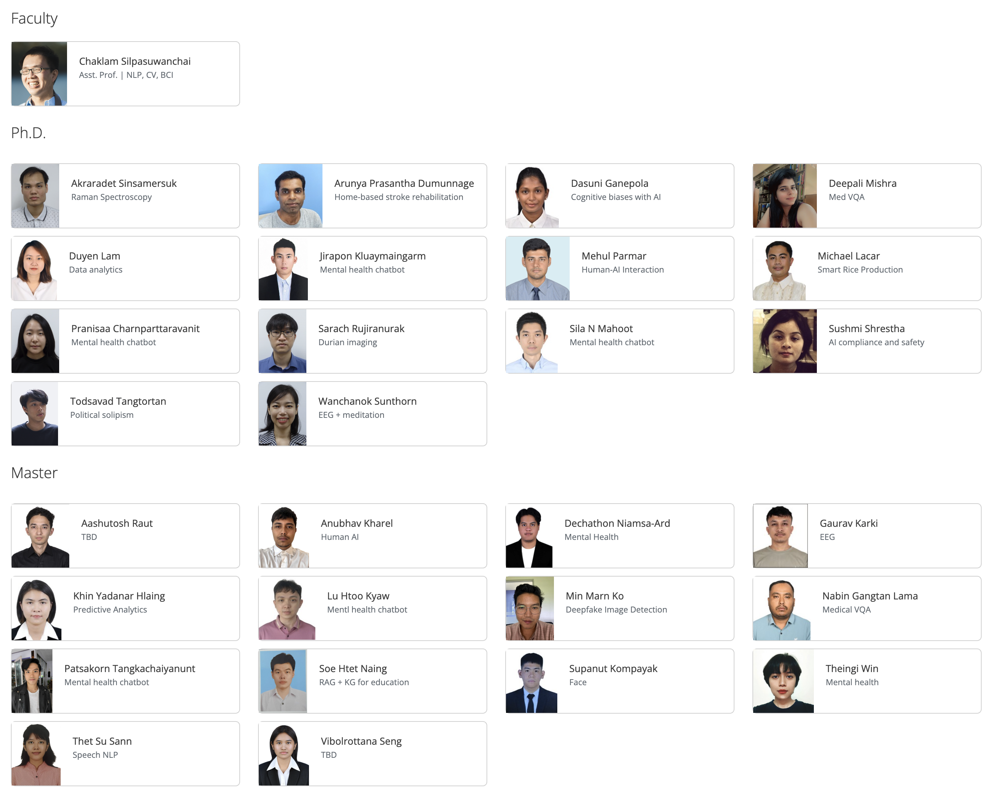 Faculty
Chaklam Silpasuwanchai
Asst. Prof. | NLP, CV, BCI
Ph.D.
Akraradet Sinsamersuk
Raman Spectroscopy
Arunya Prasantha Dumunnage
Home-based stroke rehabilitation
Dasuni Ganepola
Cognitive biases with AI
Deepali Mishra
Med VQA
Duyen Lam
Data analytics
Jirapon Kluaymaingarm
Mental health chatbot
Mehul Parmar
Human-AI Interaction
Michael Lacar
Smart Rice Production
Pranisaa Charnparttaravanit
Mental health chatbot
Sarach Rujiranurak
Durian imaging
Sila N Mahoot
Mental health chatbot
Sushmi Shrestha
AI compliance and safety
Todsavad Tangtortan
Political solipism
Wanchanok Sunthorn
EEG + meditation
Master
Aashutosh Raut
TBD
Anubhav Kharel
Human AI
Dechathon Niamsa-Ard
Mental Health
Gaurav Karki
EEG
Khin Yadanar Hlaing
Predictive Analytics
Lu Htoo Kyaw
Mentl health chatbot
Min Marn Ko
Deepfake Image Detection
Nabin Gangtan Lama
Medical VQA
Patsakorn Tangkachaiyanunt
Mental health chatbot
Soe Htet Naing
RAG + KG for education
Supanut Kompayak
Face
Theingi Win
Mental health
Thet Su Sann
Speech NLP
Vibolrottana Seng
TBD